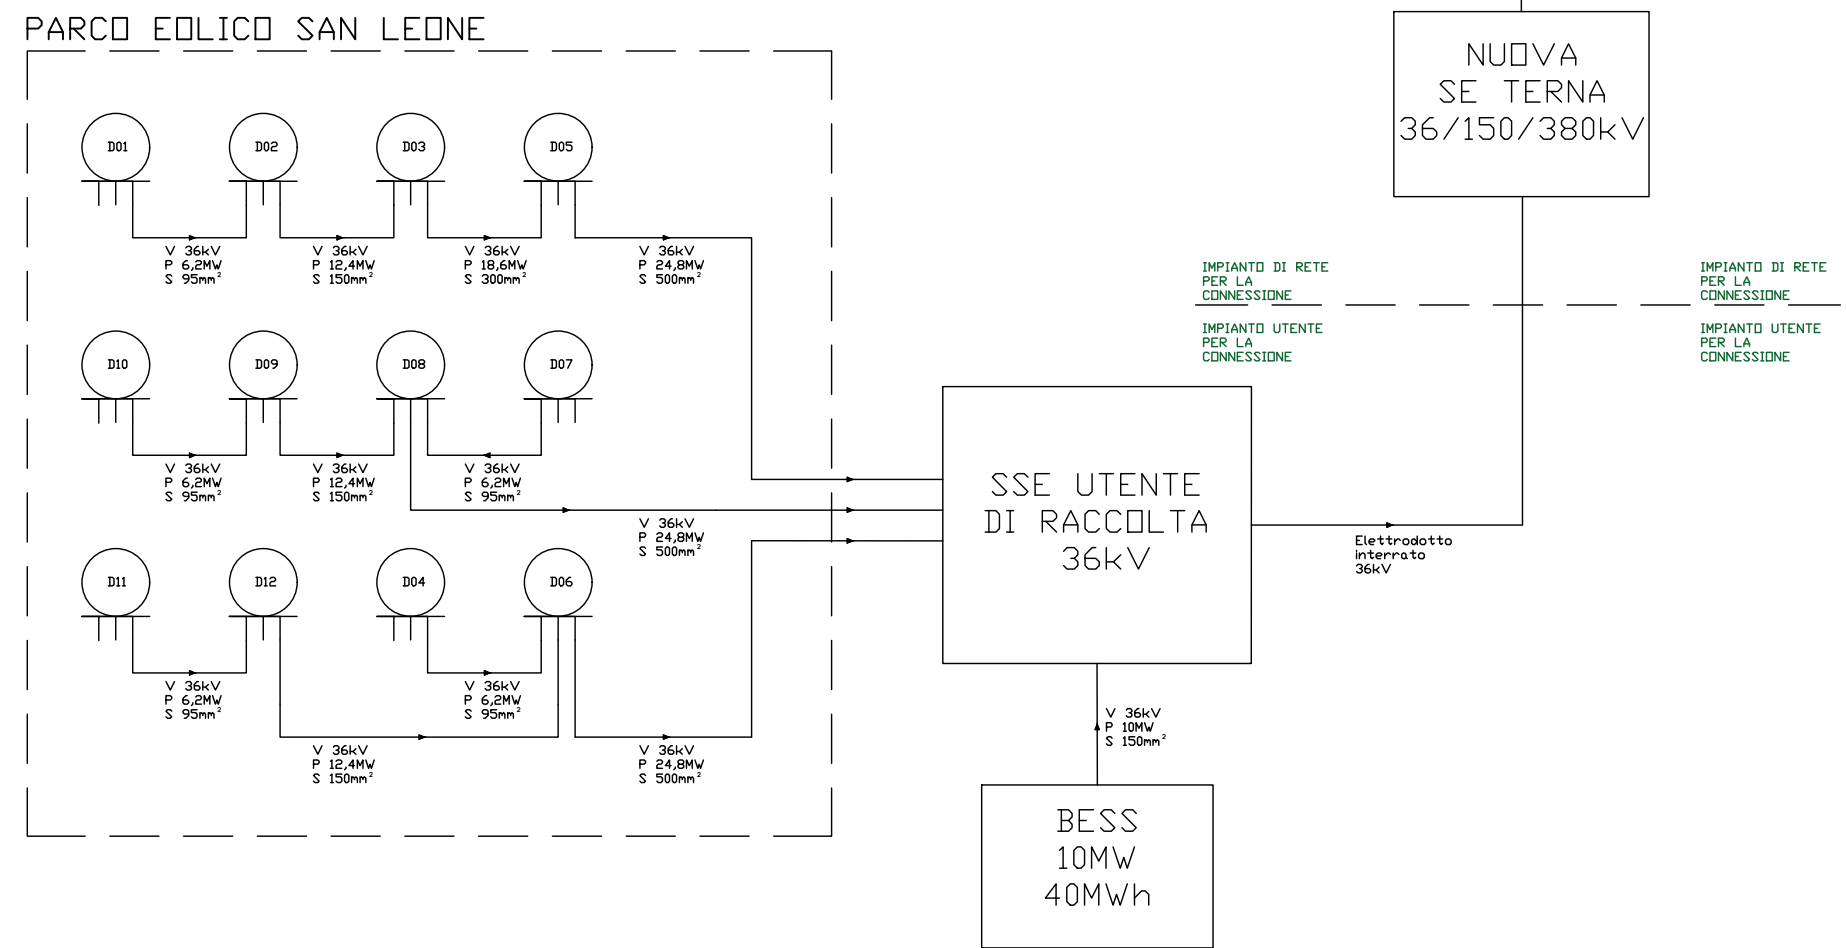 PARCO EOLICO SAN LEONE
NUOVA
SE TERNA
36/150/380kV
D01
D02
D03
D05
V 36kV
P 6,2MW
S 95mm²
V 36kV
P 12,4MW
S 150mm²
V 36kV
P 18,6MW
S 300mm²
V 36kV
P 24,8MW
S 500mm²
IMPIANTO DI RETE
PER LA
CONNESSIONE
IMPIANTO DI RETE
PER LA
CONNESSIONE
IMPIANTO UTENTE
PER LA
CONNESSIONE
IMPIANTO UTENTE
PER LA
CONNESSIONE
D10
D09
D08
D07
V 36kV
P 6,2MW
S 95mm²
V 36kV
P 12,4MW
S 150mm²
V 36kV
P 6,2MW
S 95mm²
V 36kV
P 24,8MW
S 500mm²
SSE UTENTE
DI RACCOLTA
36kV
Elettrodotto
interrato
36kV
D11
D12
D04
D06
V 36kV
P 6,2MW
S 95mm²
V 36kV
P 6,2MW
S 95mm²
V 36kV
P 12,4MW
S 150mm²
V 36kV
P 24,8MW
S 500mm²
V 36kV
P 10MW
S 150mm²
BESS
10MW
40MWh